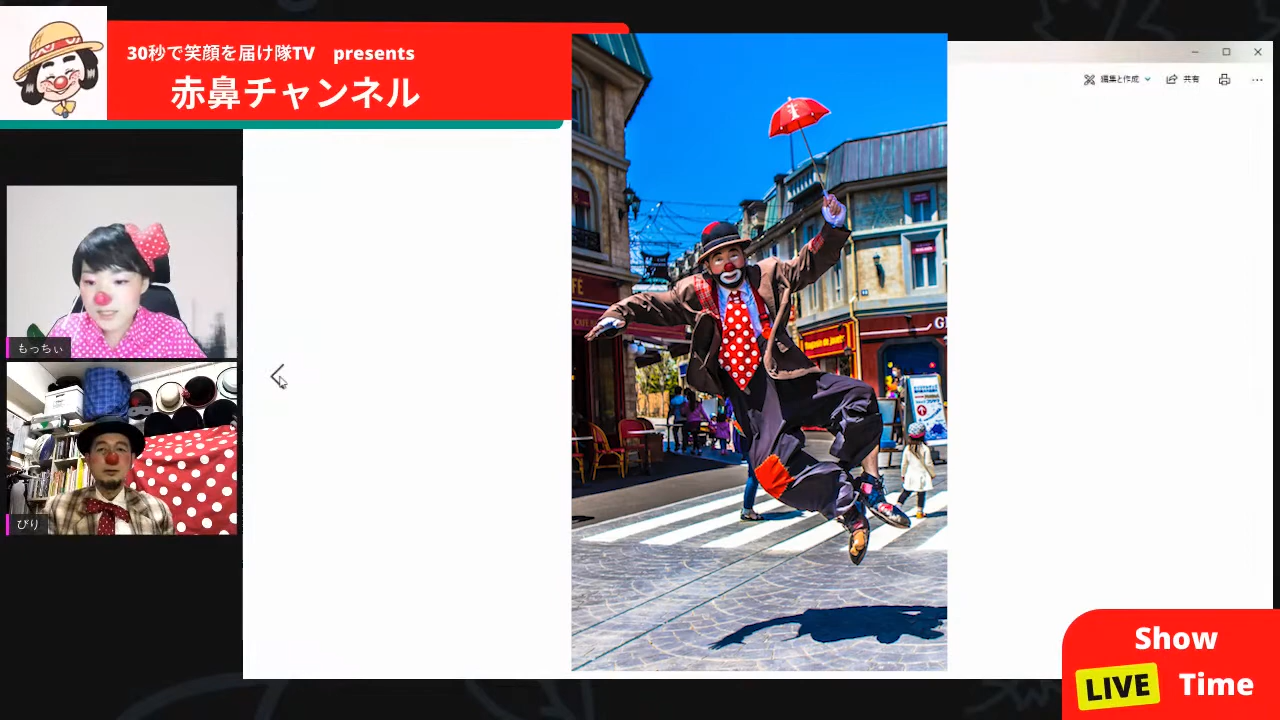 30秒で笑顔を届け隊TV presents
赤鼻チャンネル
編集と作成
共有
もっちぃ
びり
Show
LIVE Time